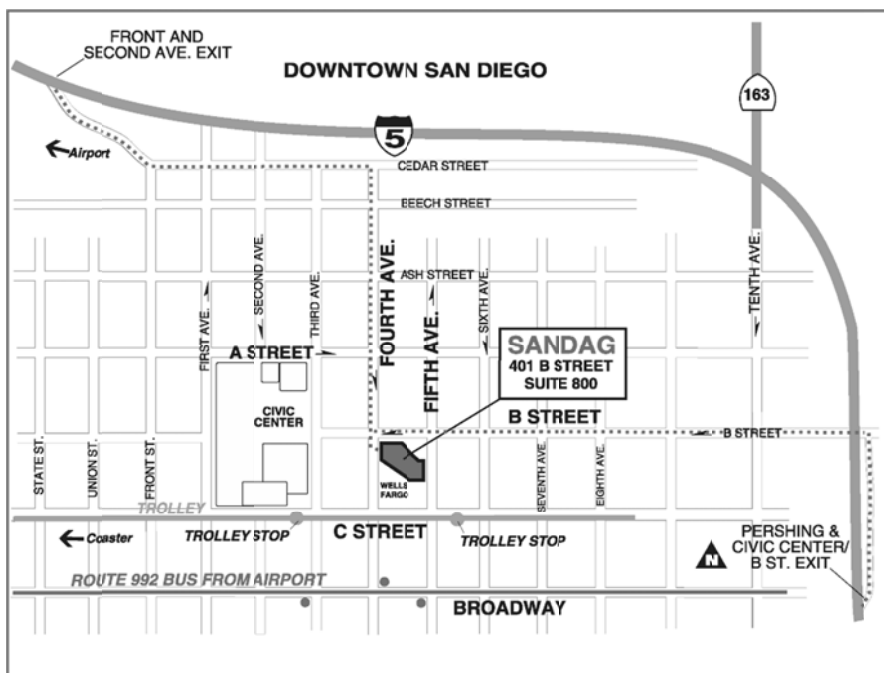 FRONT AND
SECOND AVE. EXIT
DOWNTOWN SAN DIEGO
163
5
Airport
CEDAR STREET
BEECH STREET
ASH STREET
FIRST AVE.
SECOND AVE.
THIRD AVE.
FOURTH AVE.
FIFTH AVE.
SIXTH AVE.
TENTH AVE.
A STREET
SANDAG
401 B STREET
SUITE 800
CIVIC
CENTER
B STREET
B STREET
STATE ST.
UNION ST.
FRONT ST.
WELLS
FARGO
SEVENTH AVE.
EIGHTH AVE.
TROLLEY
TROLLEY STOP
C STREET
TROLLEY STOP
Coaster
PERSHING &
CIVIC CENTER/
B ST. EXIT
N
ROUTE 992 BUS FROM AIRPORT
BROADWAY